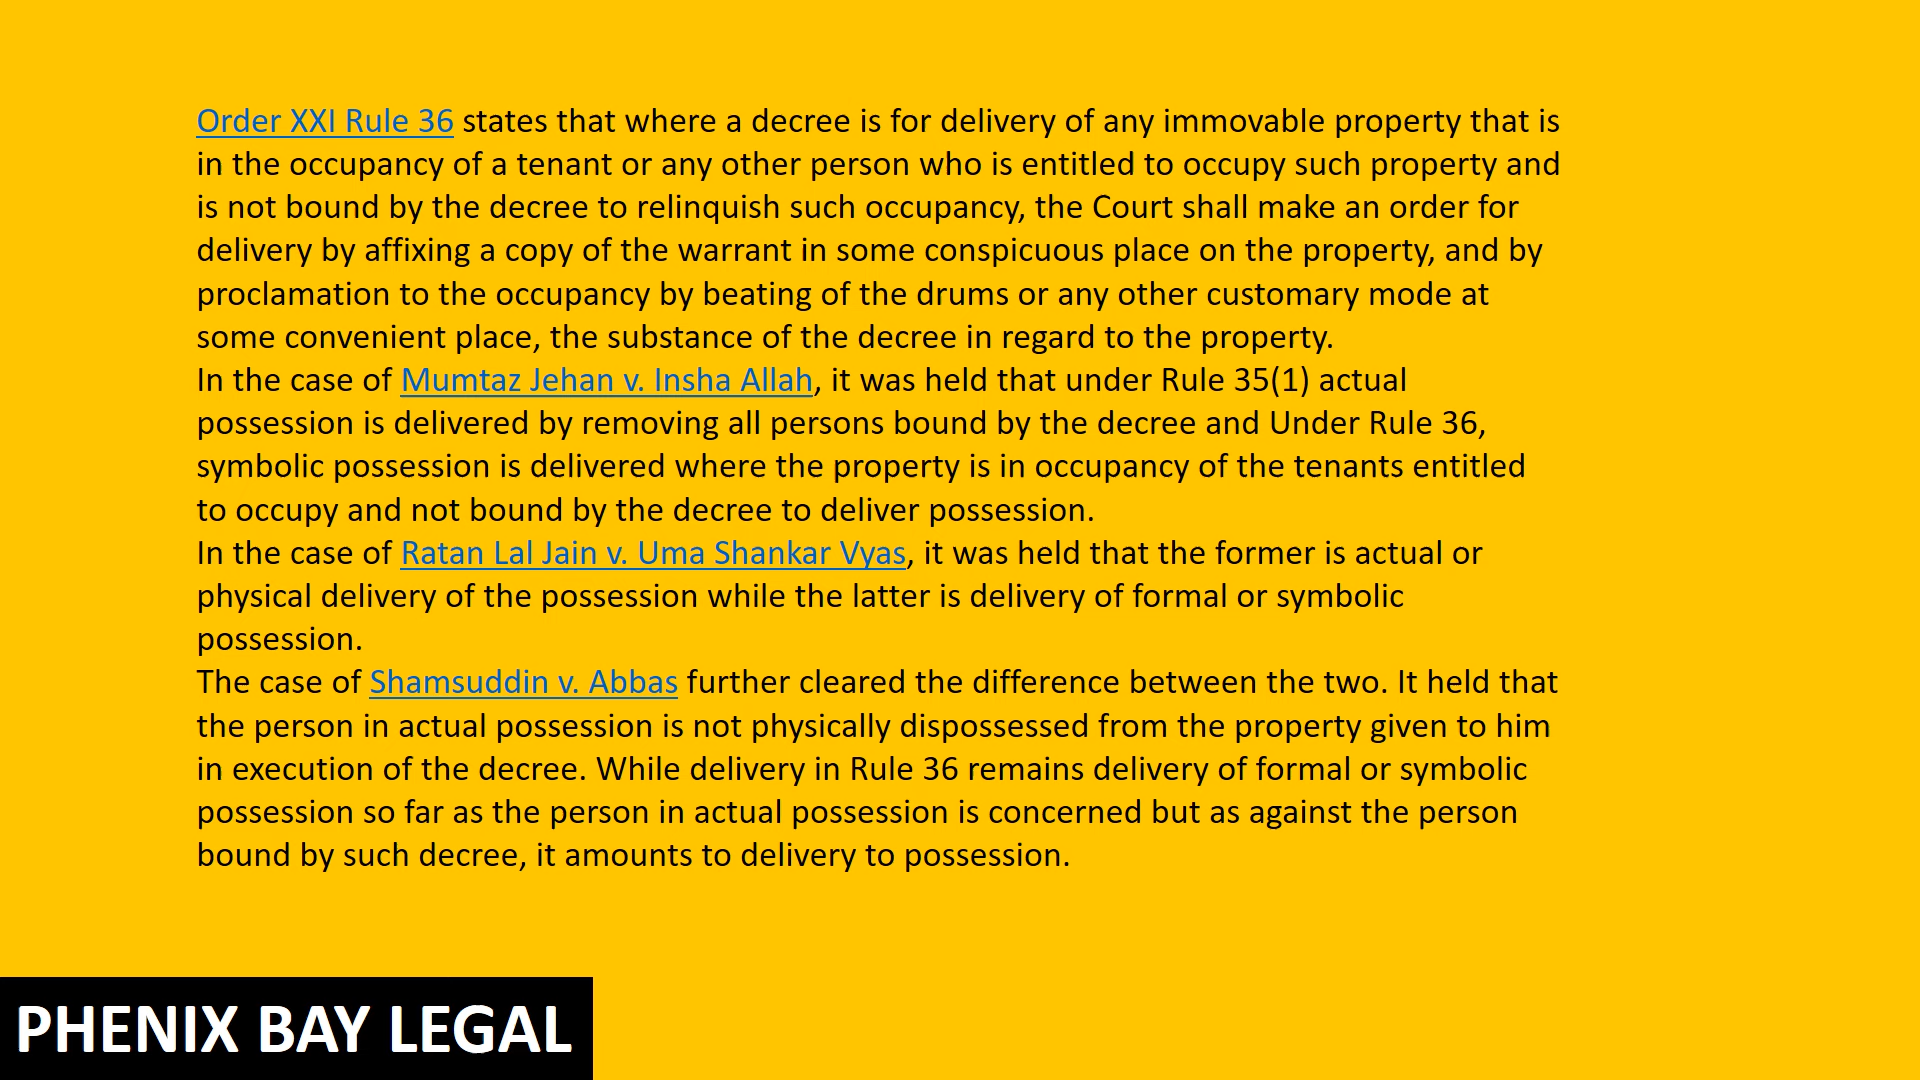 Order XXI Rule 36 states that where a decree is for delivery of any immovable property that is
in the occupancy of a tenant or any other person who is entitled to occupy such property and
is not bound by the decree to relinquish such occupancy, the Court shall make an order for
delivery by affixing a copy of the warrant in some conspicuous place on the property, and by
proclamation to the occupancy by beating of the drums or any other customary mode at
some convenient place, the substance of the decree in regard to the property.
In the case of Mumtaz Jehan v. Insha Allah, it was held that under Rule 35(1) actual
possession is delivered by removing all persons bound by the decree and Under Rule 36,
symbolic possession is delivered where the property is in occupancy of the tenants entitled
to occupy and not bound by the decree to deliver possession.
In the case of Ratan Lal Jain v. Uma Shankar Vyas, it was held that the former is actual or
physical delivery of the possession while the latter is delivery of formal or symbolic
possession.
The case of Shamsuddin v. Abbas further cleared the difference between the two. It held that
the person in actual possession is not physically dispossessed from the property given to him
in execution of the decree. While delivery in Rule 36 remains delivery of formal or symbolic
possession so far as the person in actual possession is concerned but as against the person
bound by such decree, it amounts to delivery to possession.
PHENIX BAY LEGAL